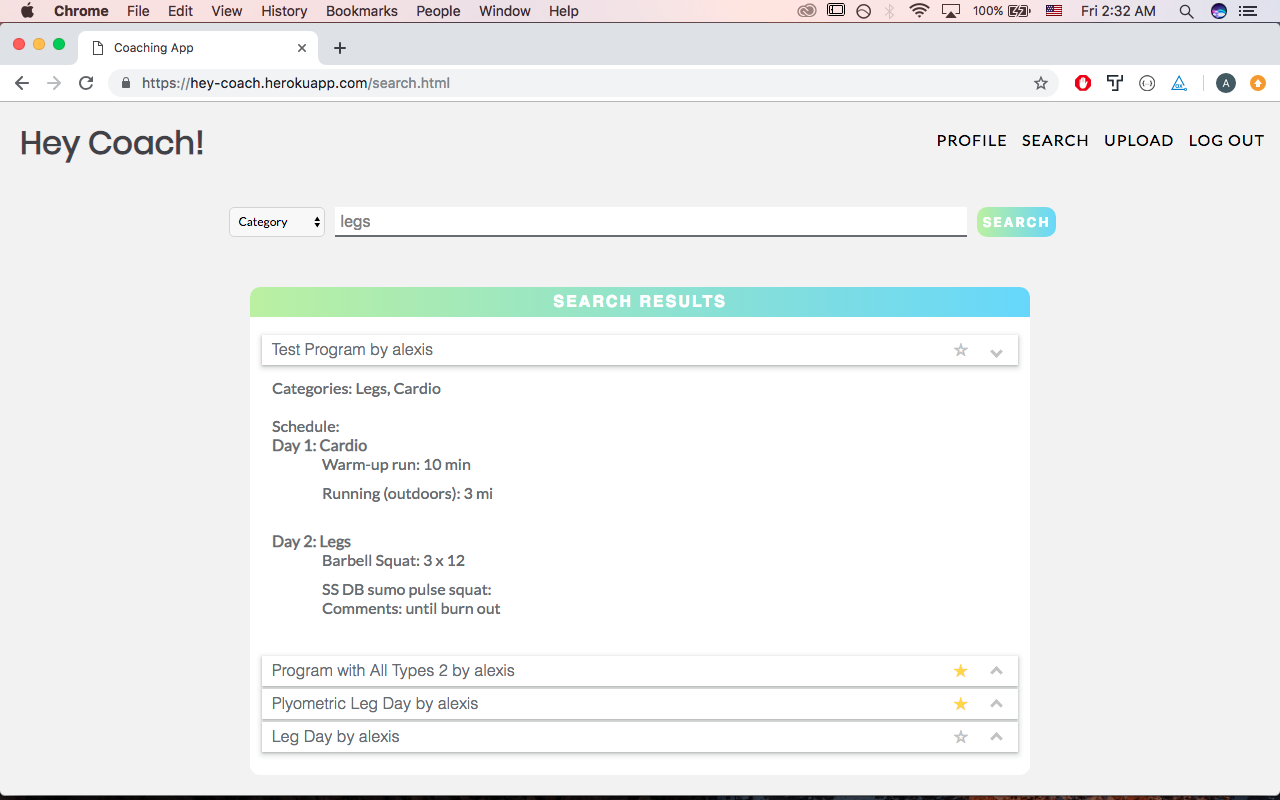 Chrome File Edit View History Bookmarks People Window Help 100% Fri 2:32 AM
Coaching App
https://hey-coach.herokuapp.com/search.html A
Hey Coach!
PROFILE SEARCH UPLOAD LOG OUT
Category legs SEARCH
SEARCH RESULTS
Test Program by alexis
Categories: Legs, Cardio
Schedule:
Day 1: Cardio
Warm-up run: 10 min
Running (outdoors): 3 mi
Day 2: Legs
Barbell Squat: 3 x 12
SS DB sumo pulse squat:
Comments: until burn out
Program with All Types 2 by alexis
Plyometric Leg Day by alexis
Leg Day by alexis